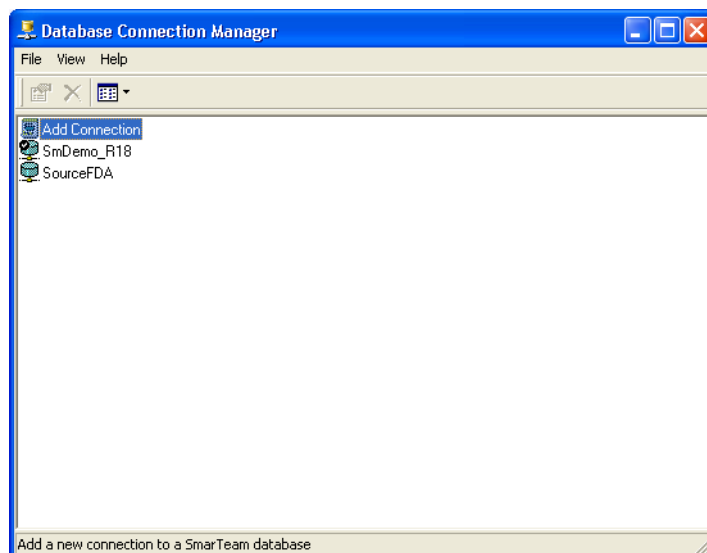 Database Connection Manager
File View Help
Add Connection
SmDemo_R18
SourceFDA
Add a new connection to a SmarTeam database